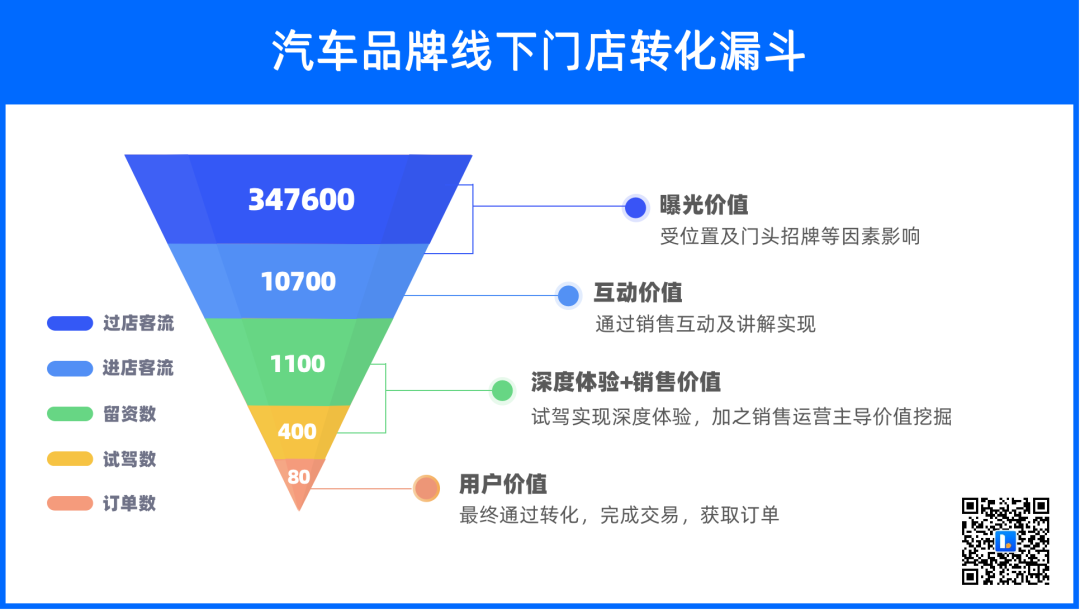 汽车品牌线下门店转化漏斗
347600
曝光价值
受位置及门头招牌等因素影响
10700
互动价值
通过销售互动及讲解实现
过店客流
进店客流
留资数
试驾数
订单数
1100
深度体验+销售价值
试驾实现深度体验，加之销售运营主导价值挖掘
400
80
用户价值
最终通过转化，完成交易，获取订单